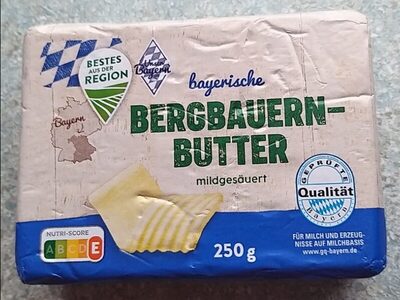 BESTES
AUS DER
REGION
Bayern
bayerische
BERGBAUERN-
BUTTER
mildgesäuert
Bayern
GEPRÜFTE
Qualität
BAYERN
NUTRI-SCORE
A B C D E
250 g
FÜR MILCH UND ERZEUG-
NISSE AUF MILCHBASIS
www.gq-bayern.de